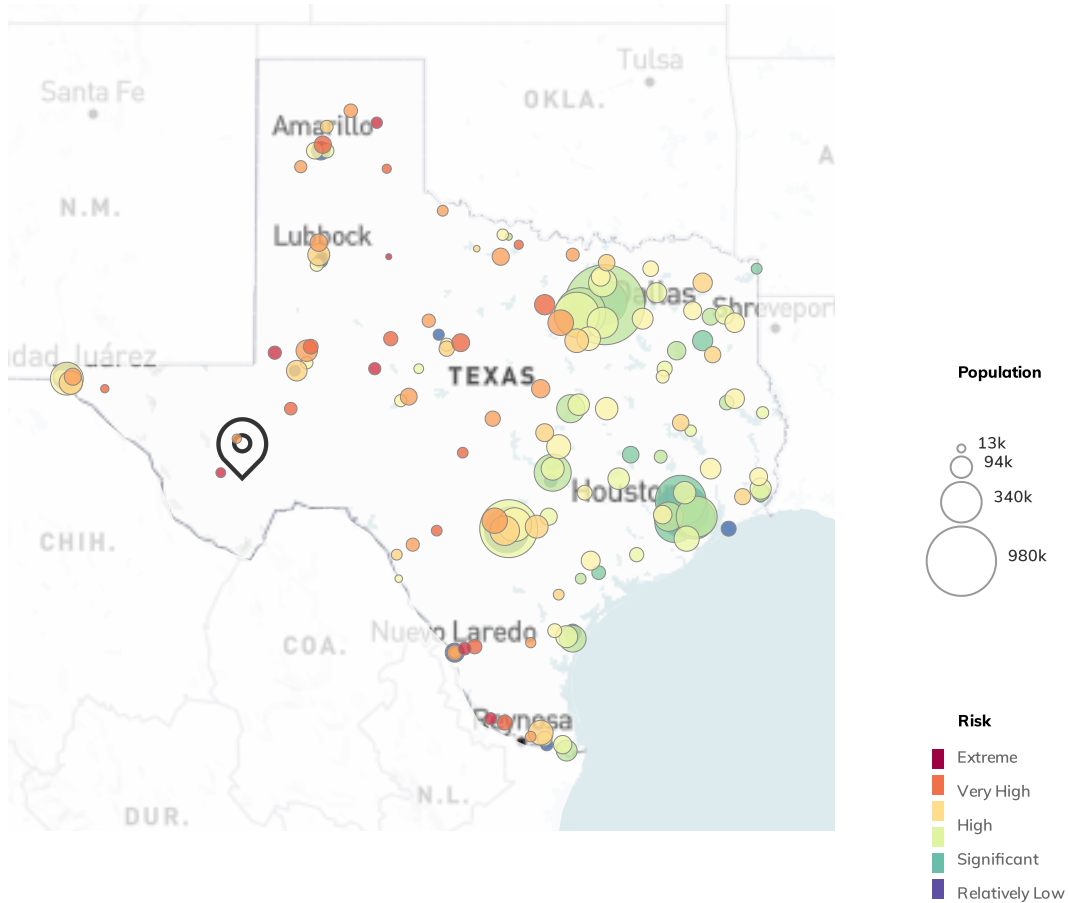 Tulsa
Santa Fe
OKLA.
Amarillo
A
N.M.
Lubbock
Dallas
Shreveport
dad Juárez
TEXAS
Houston
CHIH.
Nuevo Laredo
COA.
Reynosa
N.L.
DUR.
Population
13k
94k
340k
980k
Risk
Extreme
Very High
High
Significant
Relatively Low